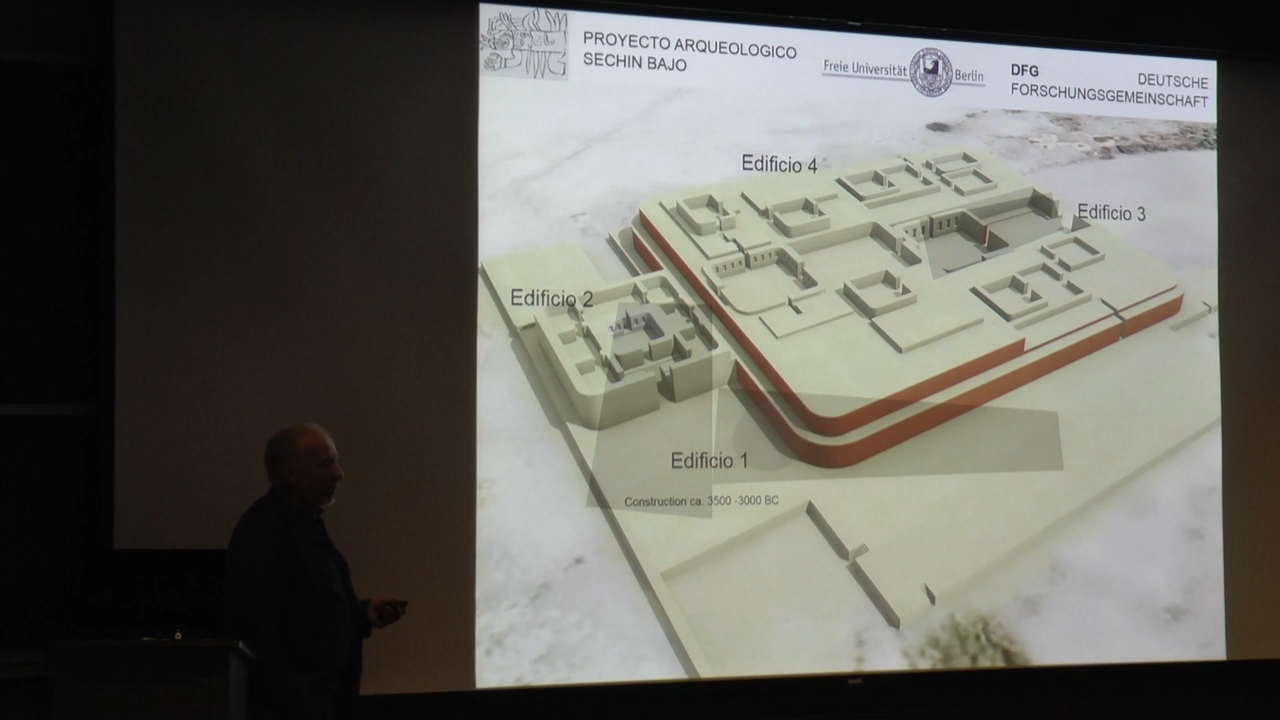 PROYECTO ARQUEOLOGICO
SECHIN BAJO
Freie Universität Berlin
DFG DEUTSCHE
FORSCHUNGSGEMEINSCHAFT
Edificio 4
Edificio 3
Edificio 2
Edificio 1
Construction ca. 3500 -3000 BC